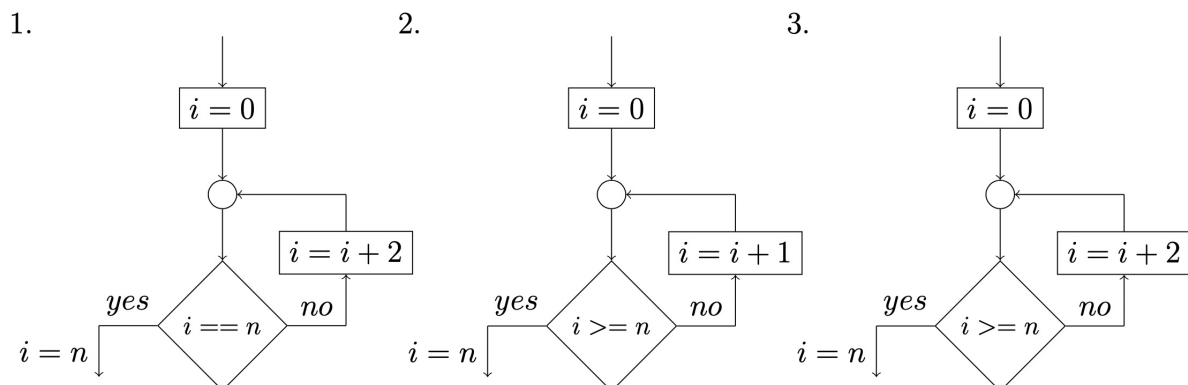 1.
i = 0
i = i + 2
yes
no
i == n
i = n
2.
i = 0
i = i + 1
yes
no
i >= n
i = n
3.
i = 0
i = i + 2
yes
no
i >= n
i = n